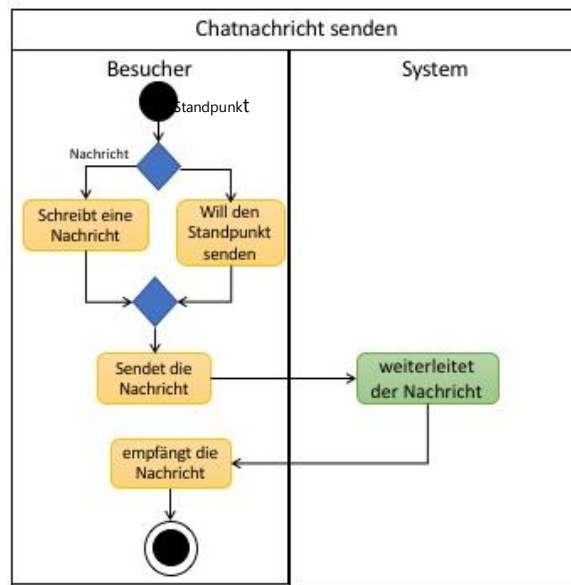 Chatnachricht senden
Besucher
System
Standpunkt
Nachricht
Schreibt eine
Nachricht
Will den
Standpunkt
senden
Sendet die
Nachricht
weiterleitet
der Nachricht
empfängt die
Nachricht